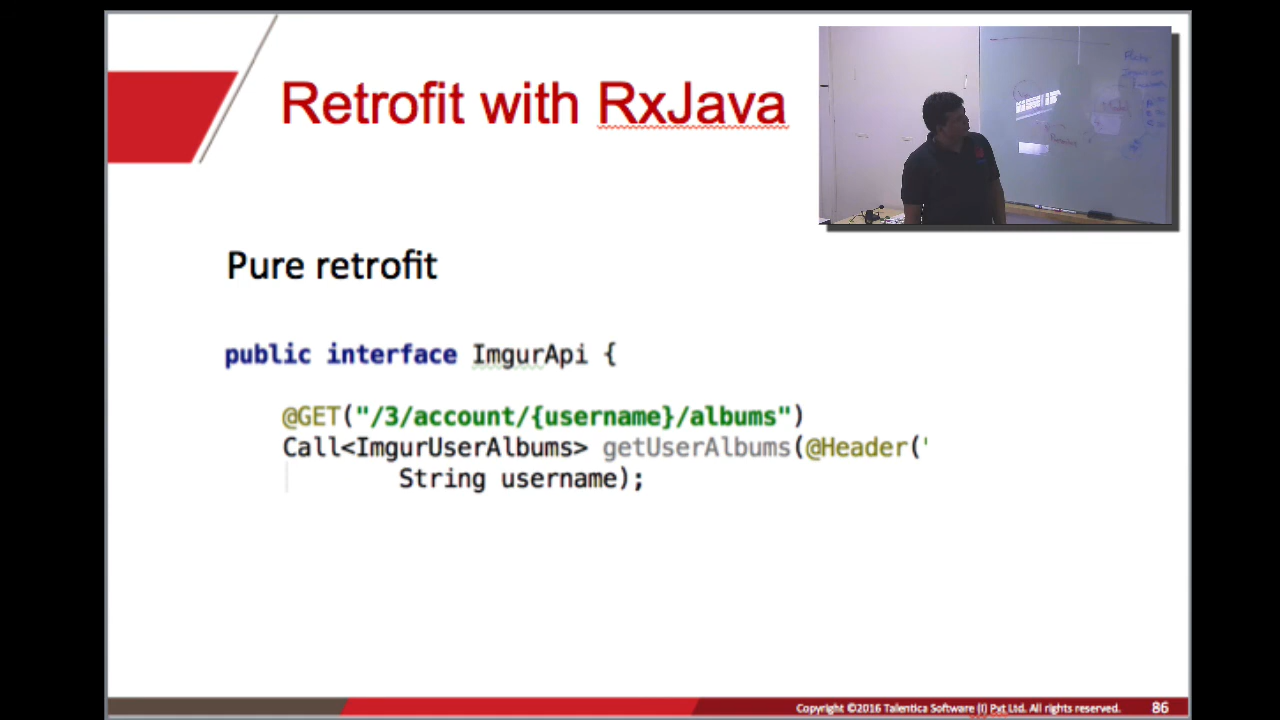 Retrofit with RxJava
Pure retrofit
public interface ImgurApi {
@GET("/3/account/{username}/albums")
Call<ImgurUserAlbums> getUserAlbums(@Header('
String username);
Copyright ©2016 Talentica Software (I) Pvt Ltd. All rights reserved.
86